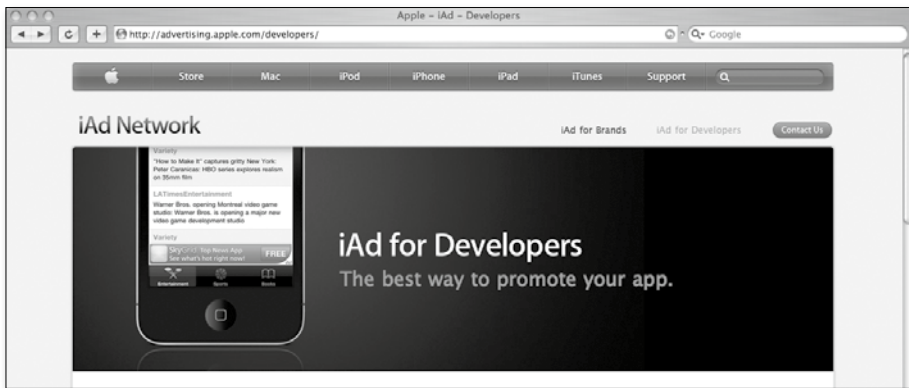 Apple – iAd – Developers
http://advertising.apple.com/developers/
Google
Store Mac iPod iPhone iPad iTunes Support
iAd Network
iAd for Brands iAd for Developers Contact Us
Variety
"How to Make It" captures gritty New York:
Peter Caranicas: HBO series explores realism
on 35mm film
LATimesEntertainment
Warner Bros. opening Montreal video game
studio: Warner Bros. is opening a major new
video game development studio
Variety
SkyGrid: Top News App
See what's hot right now!
FREE
Entertainment Sports Books
iAd for Developers
The best way to promote your app.